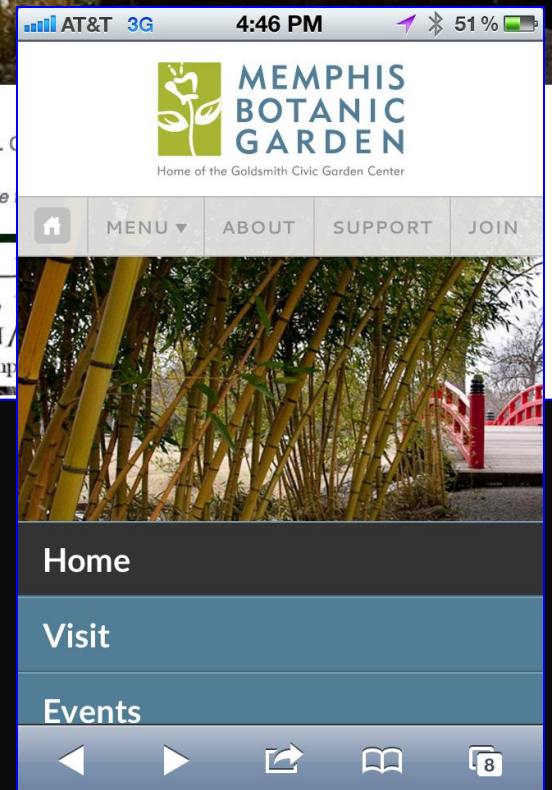 AT&T 3G 4:46 PM 51%
MEMPHIS
BOTANIC
GARDEN
Home of the Goldsmith Civic Garden Center
MENU ▼ ABOUT SUPPORT JOIN
Home
Visit
Events
8